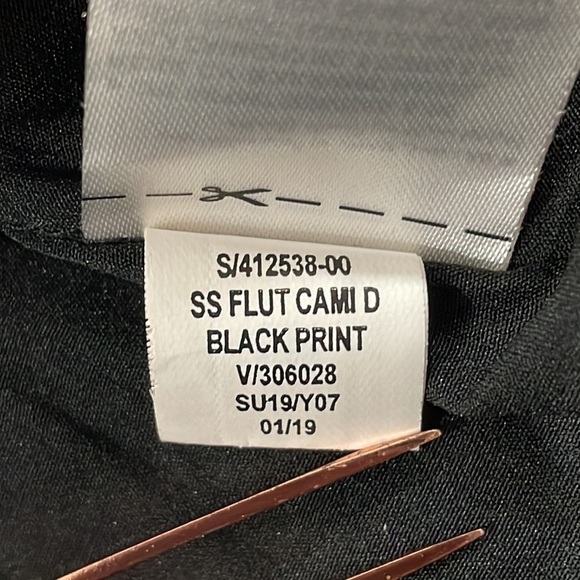 S/412538-00
SS FLUT CAMI D
BLACK PRINT
V/306028
SU19/Y07
01/19